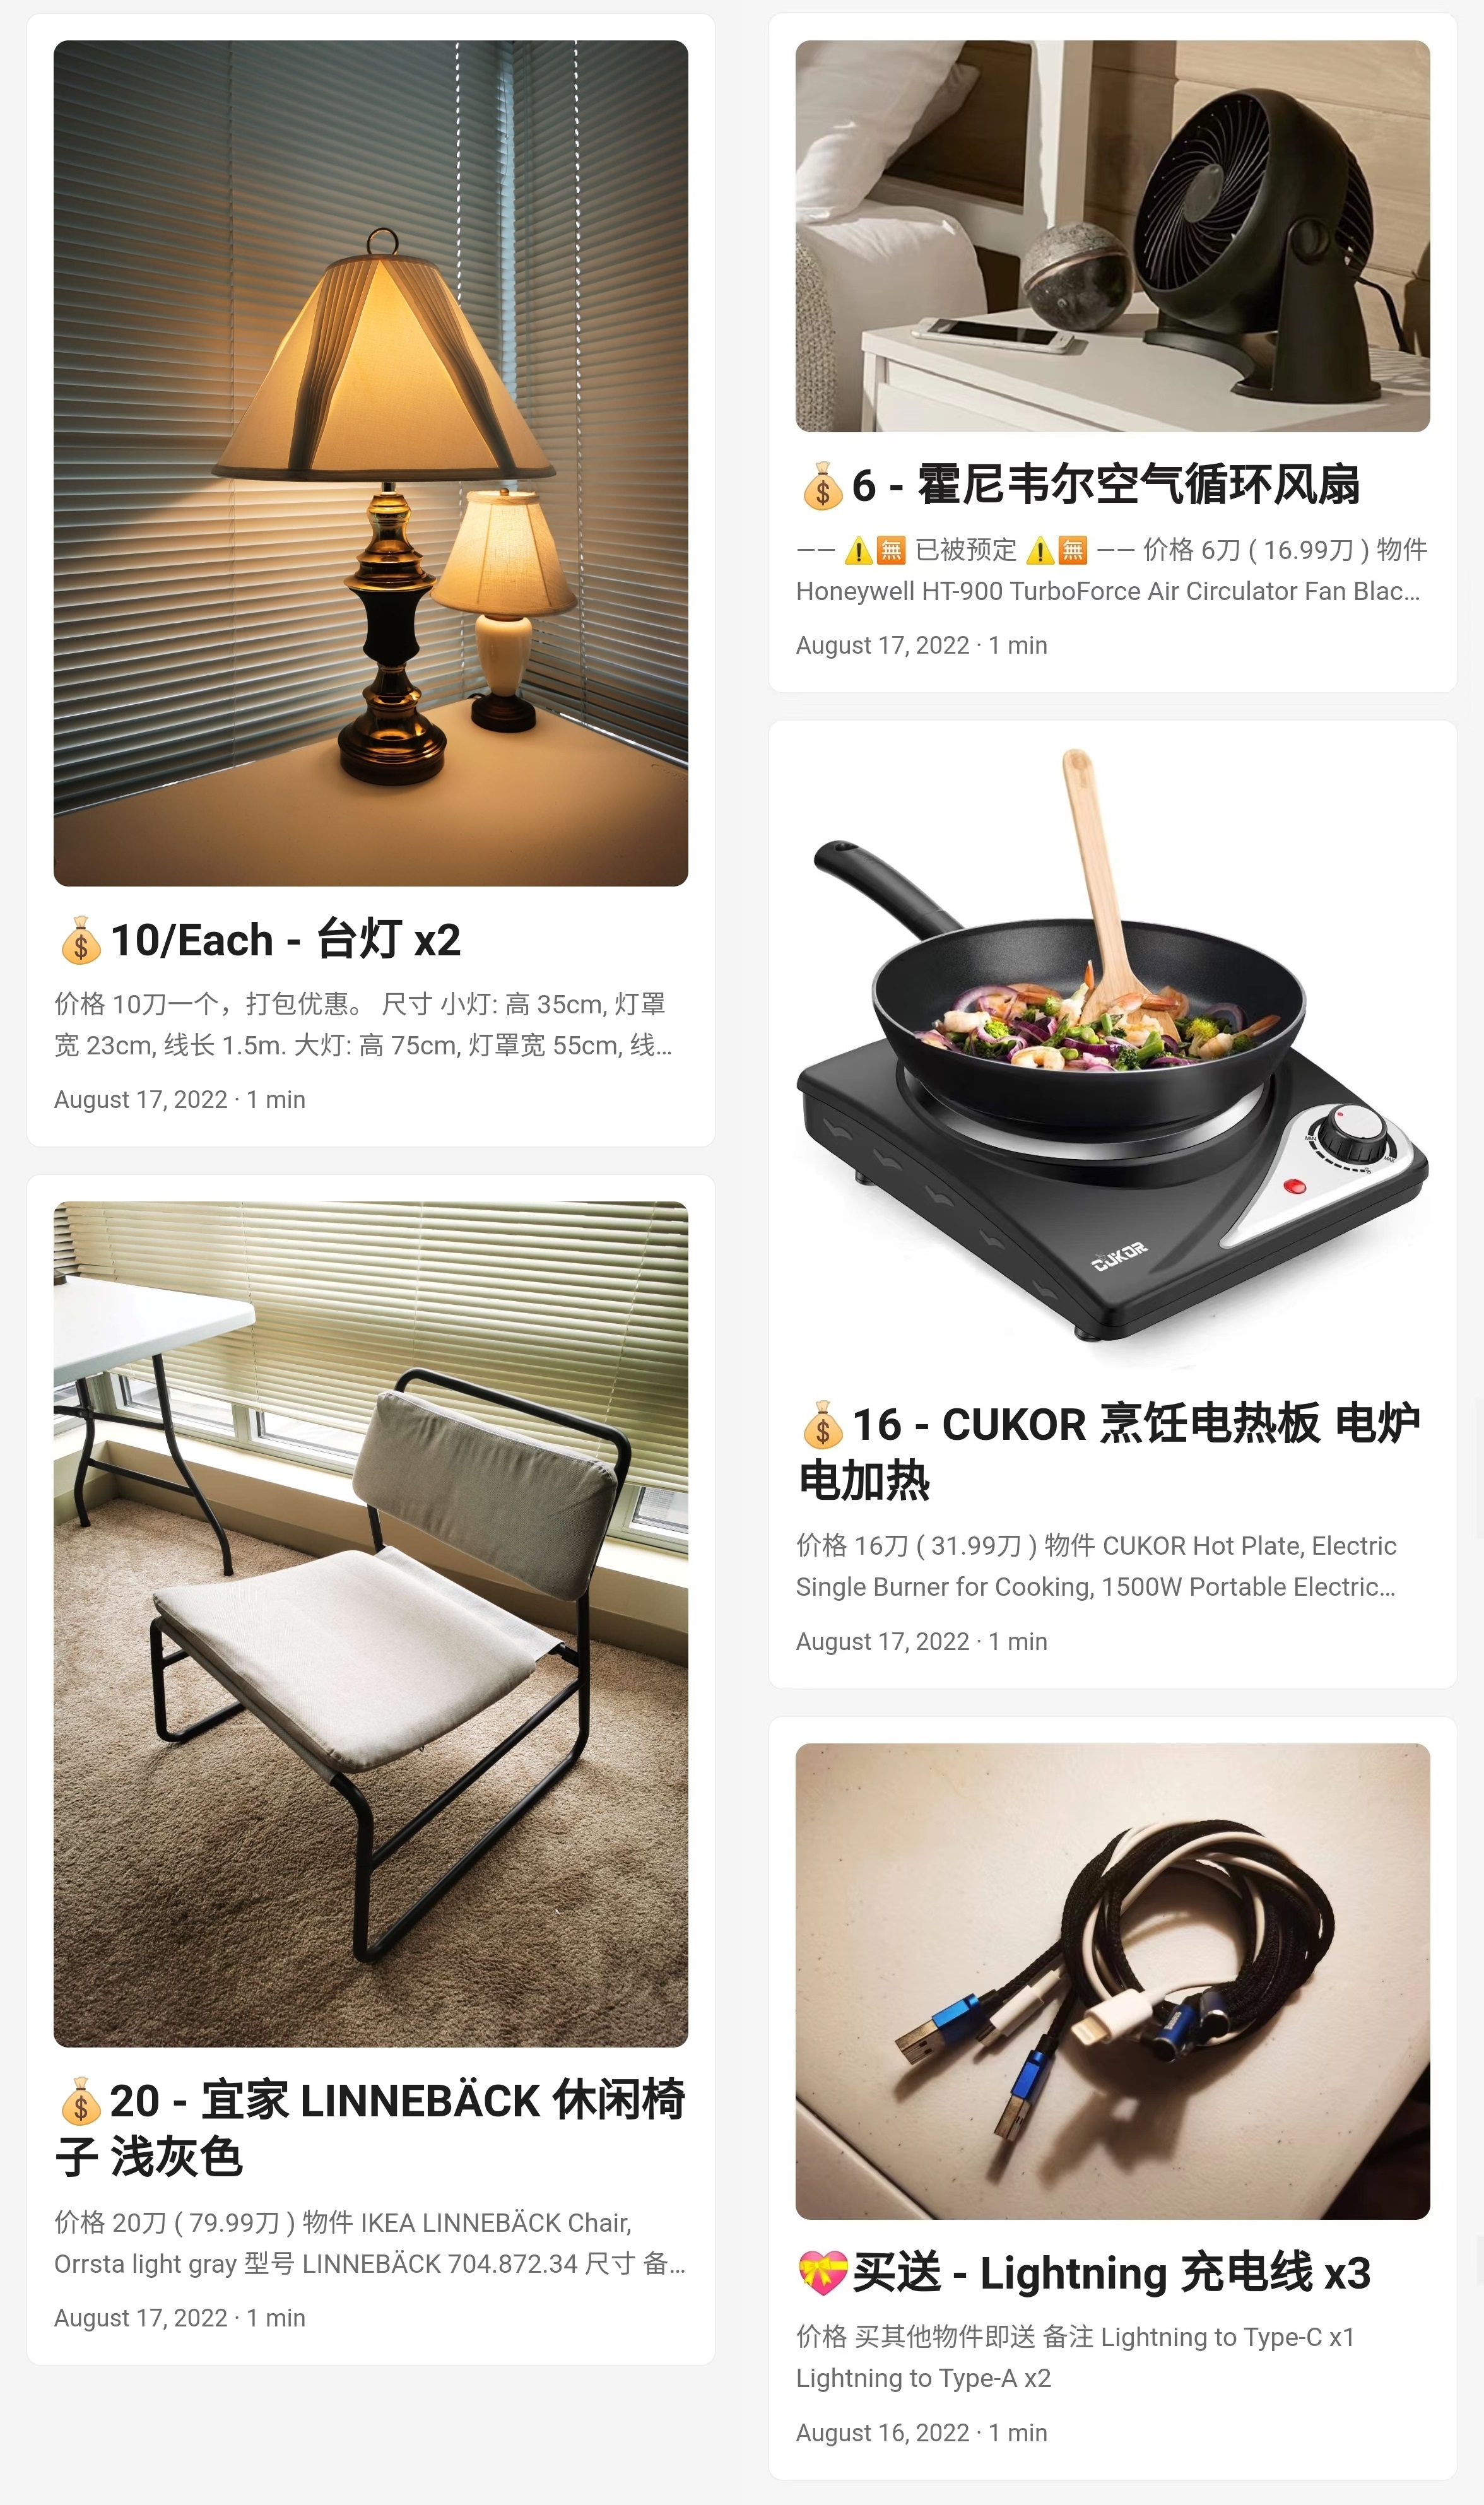 💰10/Each - 台灯 x2
价格 10刀一个，打包优惠。 尺寸 小灯: 高 35cm, 灯罩
宽 23cm, 线长 1.5m. 大灯: 高 75cm, 灯罩宽 55cm, 线...
August 17, 2022 · 1 min
💰20 - 宜家 LINNEBÄCK 休闲椅
子 浅灰色
价格 20刀 ( 79.99刀 ) 物件 IKEA LINNEBÄCK Chair,
Orrsta light gray 型号 LINNEBÄCK 704.872.34 尺寸 备...
August 17, 2022 · 1 min
💰6 - 霍尼韦尔空气循环风扇
—— ⚠️🈚 已被预定 ⚠️🈚 —— 价格 6刀 ( 16.99刀 ) 物件
Honeywell HT-900 TurboForce Air Circulator Fan Blac...
August 17, 2022 · 1 min
MIN
MAX
CUKOR
💰16 - CUKOR 烹饪电热板 电炉
电加热
价格 16刀 ( 31.99刀 ) 物件 CUKOR Hot Plate, Electric
Single Burner for Cooking, 1500W Portable Electric...
August 17, 2022 · 1 min
💝买送 - Lightning 充电线 x3
价格 买其他物件即送 备注 Lightning to Type-C x1
Lightning to Type-A x2
August 16, 2022 · 1 min